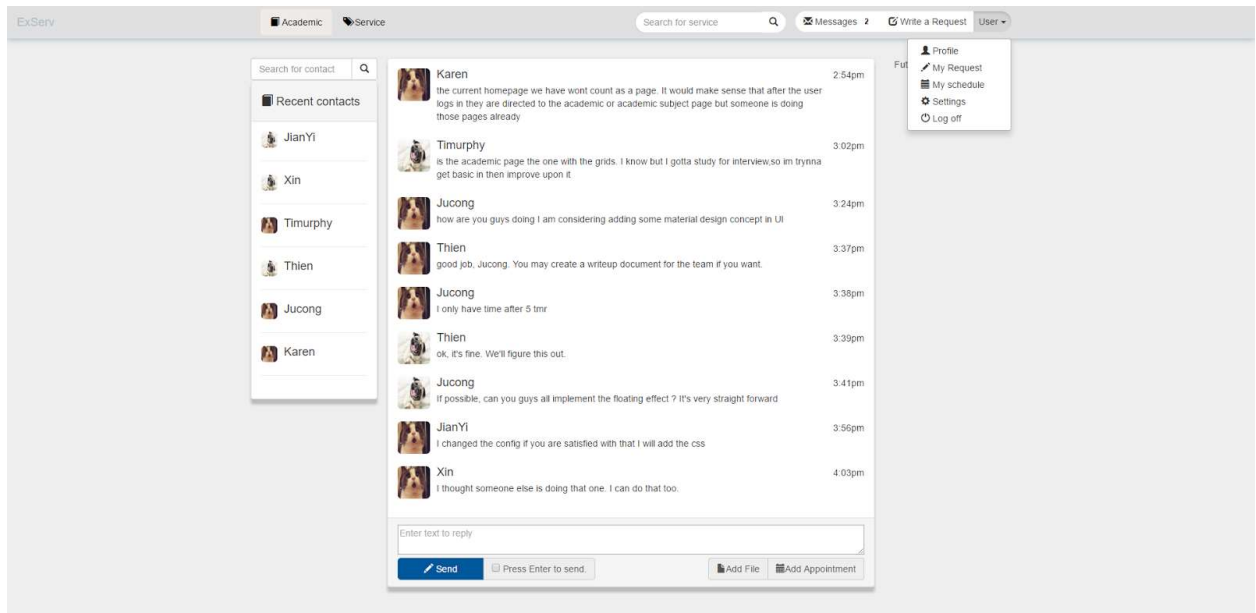 ExServ
Academic
Service
Search for service
Messages 2
Write a Request
User
Profile
My Request
My schedule
Settings
Log off
Fut
Search for contact
Recent contacts
JianYi
Xin
Timurphy
Thien
Jucong
Karen
Karen 2:54pm
the current homepage we have wont count as a page. It would make sense that after the user
logs in they are directed to the academic or academic subject page but someone is doing
those pages already
Timurphy 3:02pm
is the academic page the one with the grids. I know but I gotta study for interview,so im trynna
get basic in then improve upon it
Jucong 3:24pm
how are you guys doing I am considering adding some material design concept in UI
Thien 3:37pm
good job, Jucong. You may create a writeup document for the team if you want.
Jucong 3:38pm
I only have time after 5 tmr
Thien 3:39pm
ok, it's fine. We'll figure this out.
Jucong 3:41pm
If possible, can you guys all implement the floating effect ? It's very straight forward
JianYi 3:56pm
I changed the config if you are satisfied with that I will add the css
Xin 4:03pm
I thought someone else is doing that one. I can do that too.
Enter text to reply
Send
Press Enter to send.
Add File
Add Appointment